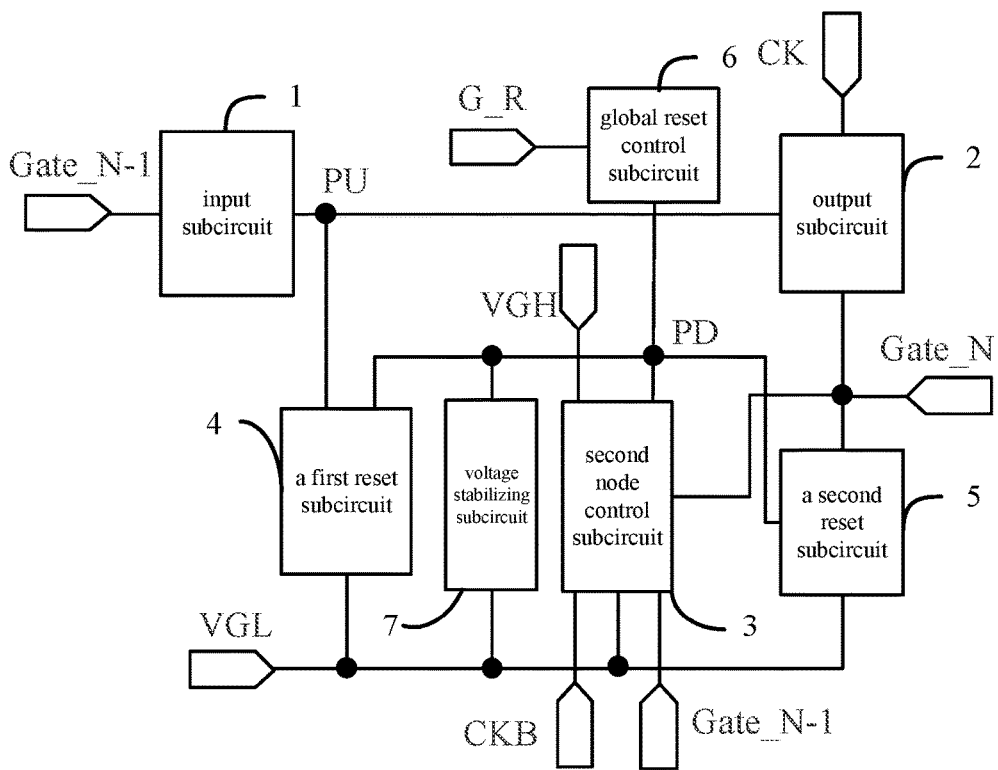 6
CK
1
G_R
global reset
control
subcircuit
2
Gate_N-1
PU
input
subcircuit
output
subcircuit
VGH
PD
Gate_N
4
a first reset
subcircuit
voltage
stabilizing
subcircuit
second
node
control
subcircuit
a second
reset
subcircuit
5
7
3
VGL
CKB
Gate_N-1